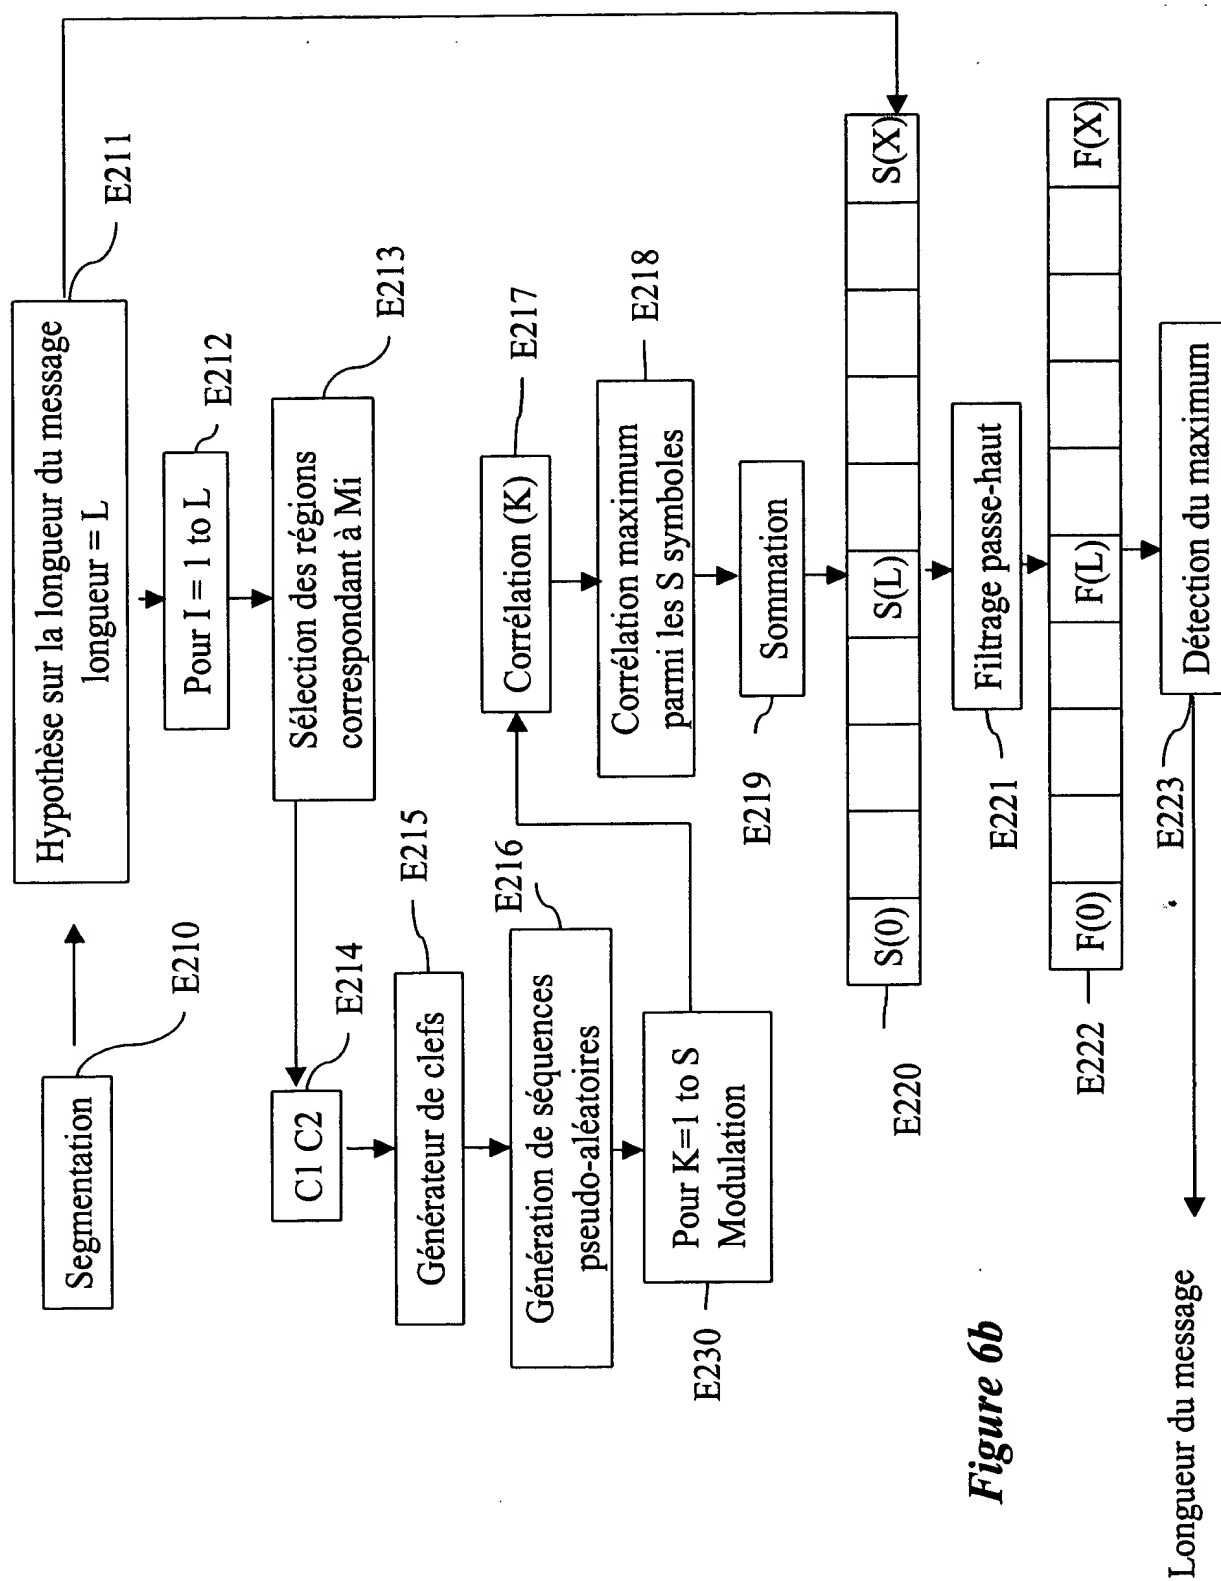 Segmentation
E210
Hypothèse sur la longueur du message
longueur = L
E211
Pour I = 1 to L
E212
Sélection des régions
correspondant à Mi
E213
C1 C2
E214
Générateur de clefs
E215
Génération de séquences
pseudo-aléatoires
E216
Pour K=1 to S
Modulation
E230
Corrélation (K)
E217
Corrélation maximum
parmi les S symboles
E218
Sommation
E219
S(0)
S(L)
S(X)
E220
Filtrage passe-haut
E221
F(0)
F(L)
F(X)
E222
Détection du maximum
E223
Longueur du message
Figure 6b